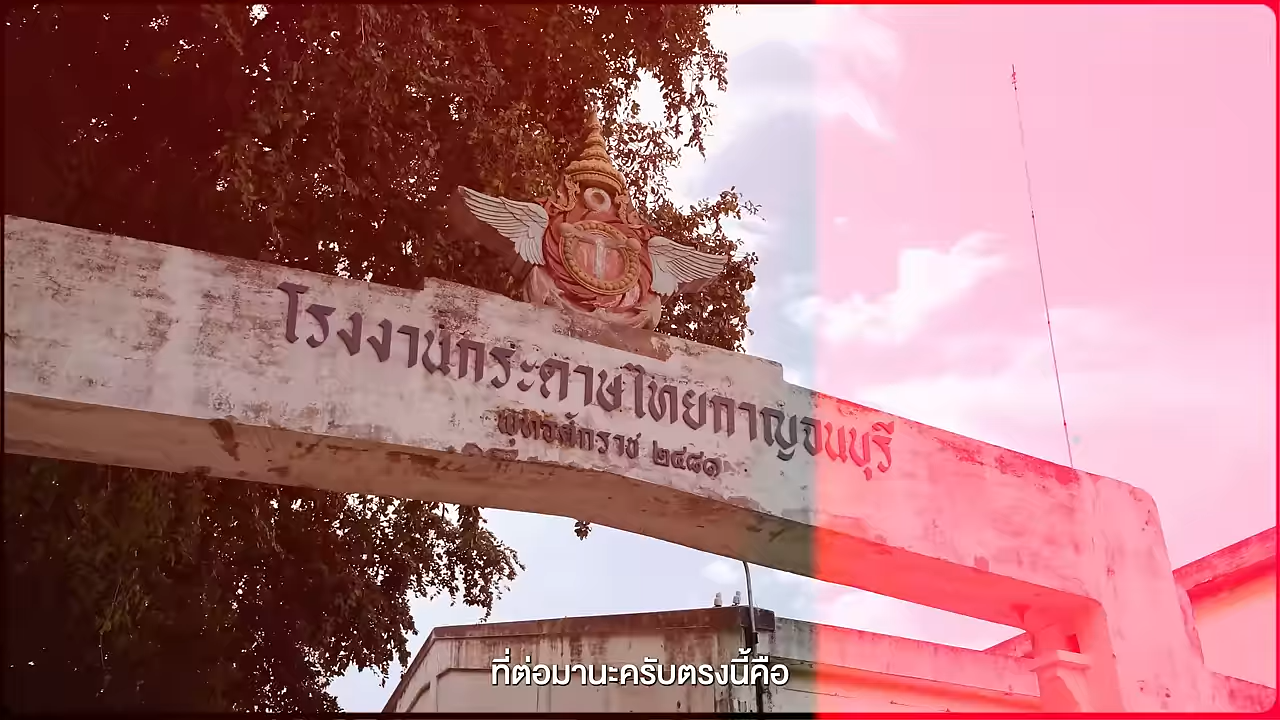 โรงงานกระดาษไทยกาญจนบุรี
พุทธศักราช ๒๔๘๑
ที่ต่อมานะครับตรงนี้คือ